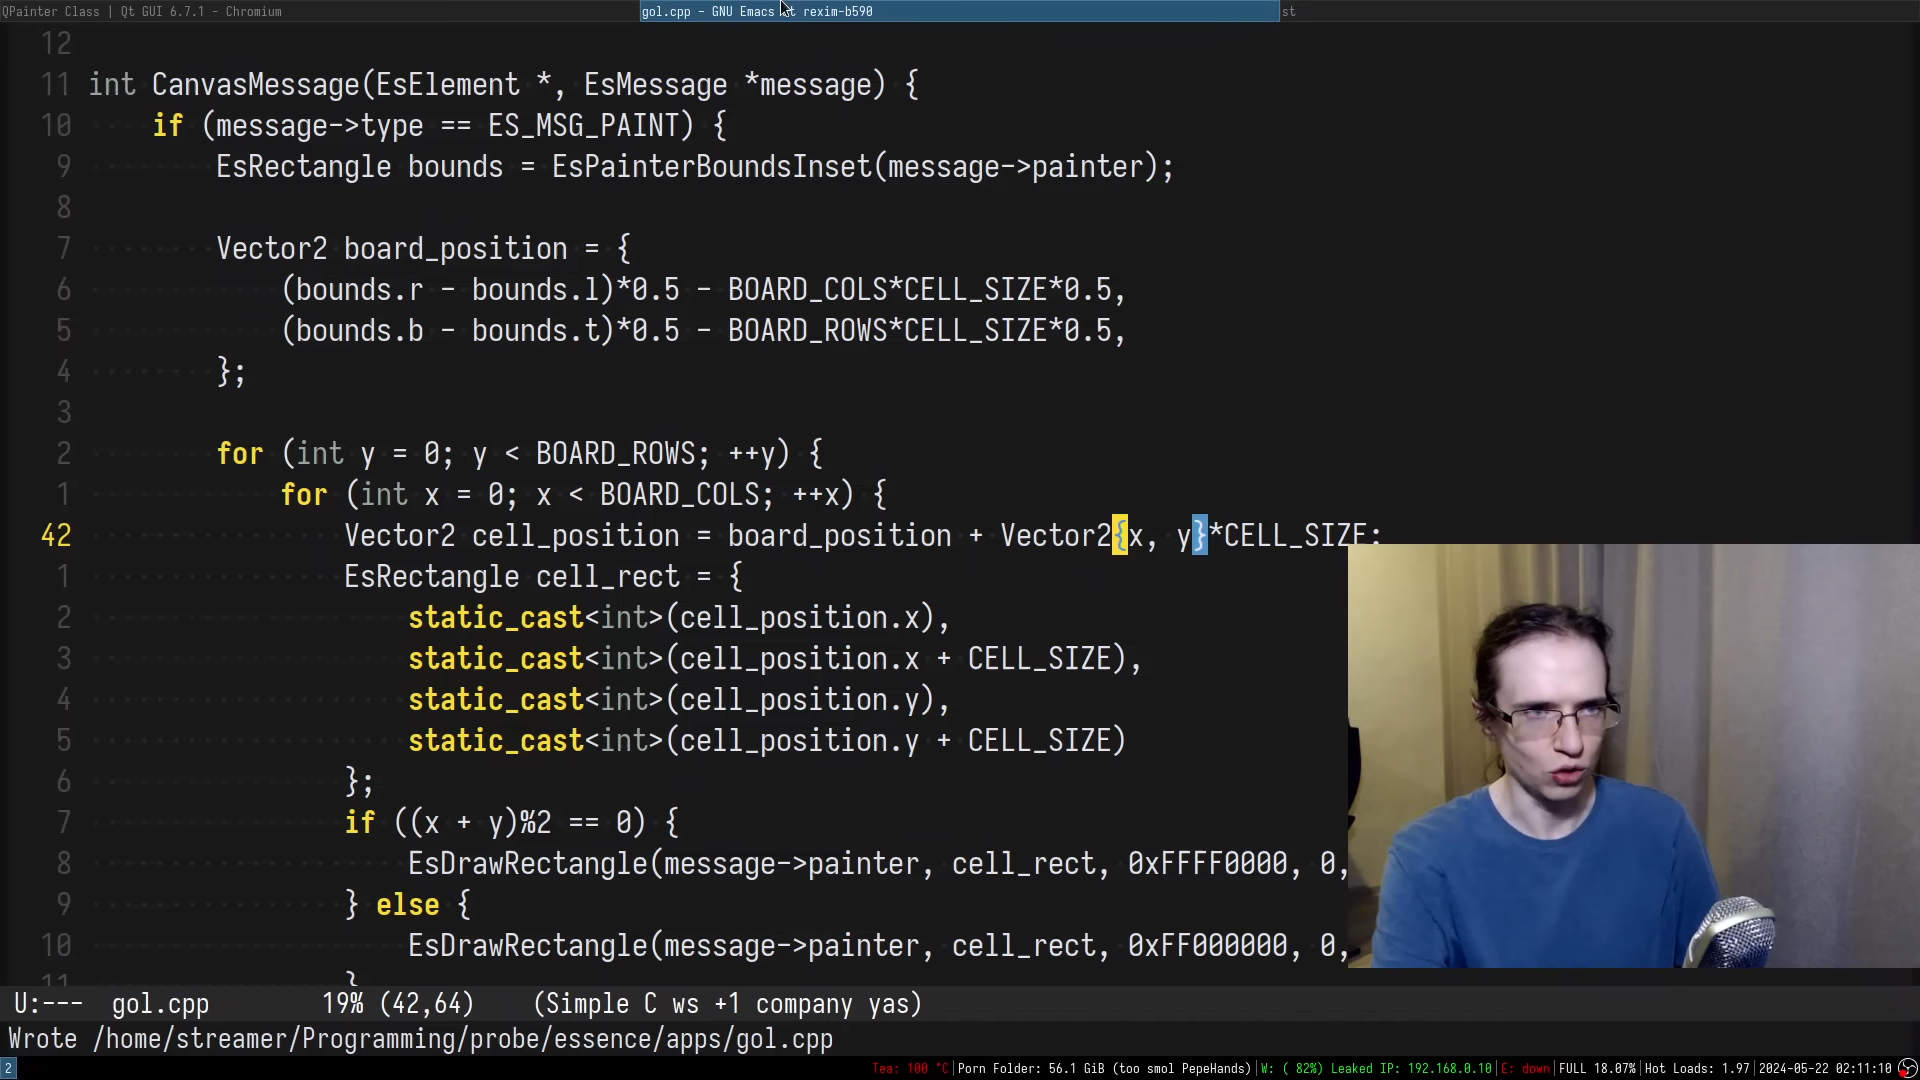 QPainter Class | Qt GUI 6.7.1 - Chromium
gol.cpp - GNU Emacs at rexim-b590
st
12
11 int CanvasMessage(EsElement *, EsMessage *message) {
10 if (message->type == ES_MSG_PAINT) {
9 EsRectangle bounds = EsPainterBoundsInset(message->painter);
8
7 Vector2 board_position = {
6 (bounds.r - bounds.l)*0.5 - BOARD_COLS*CELL_SIZE*0.5,
5 (bounds.b - bounds.t)*0.5 - BOARD_ROWS*CELL_SIZE*0.5,
4 };
3
2 for (int y = 0; y < BOARD_ROWS; ++y) {
1 for (int x = 0; x < BOARD_COLS; ++x) {
42 Vector2 cell_position = board_position + Vector2{x, y}*CELL_SIZE;
1 EsRectangle cell_rect = {
2 static_cast<int>(cell_position.x),
3 static_cast<int>(cell_position.x + CELL_SIZE),
4 static_cast<int>(cell_position.y),
5 static_cast<int>(cell_position.y + CELL_SIZE)
6 };
7 if ((x + y)%2 == 0) {
8 EsDrawRectangle(message->painter, cell_rect, 0xFFFF0000, 0,
9 } else {
10 EsDrawRectangle(message->painter, cell_rect, 0xFF000000, 0,
11 }
U:--- gol.cpp 19% (42,64) (Simple C ws +1 company yas)
Wrote /home/streamer/Programming/probe/essence/apps/gol.cpp
2 Tea: 100 °C|Porn Folder: 56.1 GiB (too smol PepeHands)|W: ( 82%) Leaked IP: 192.168.0.10|E: down|FULL 18.07%|Hot Loads: 1.97|2024-05-22 02:11:10